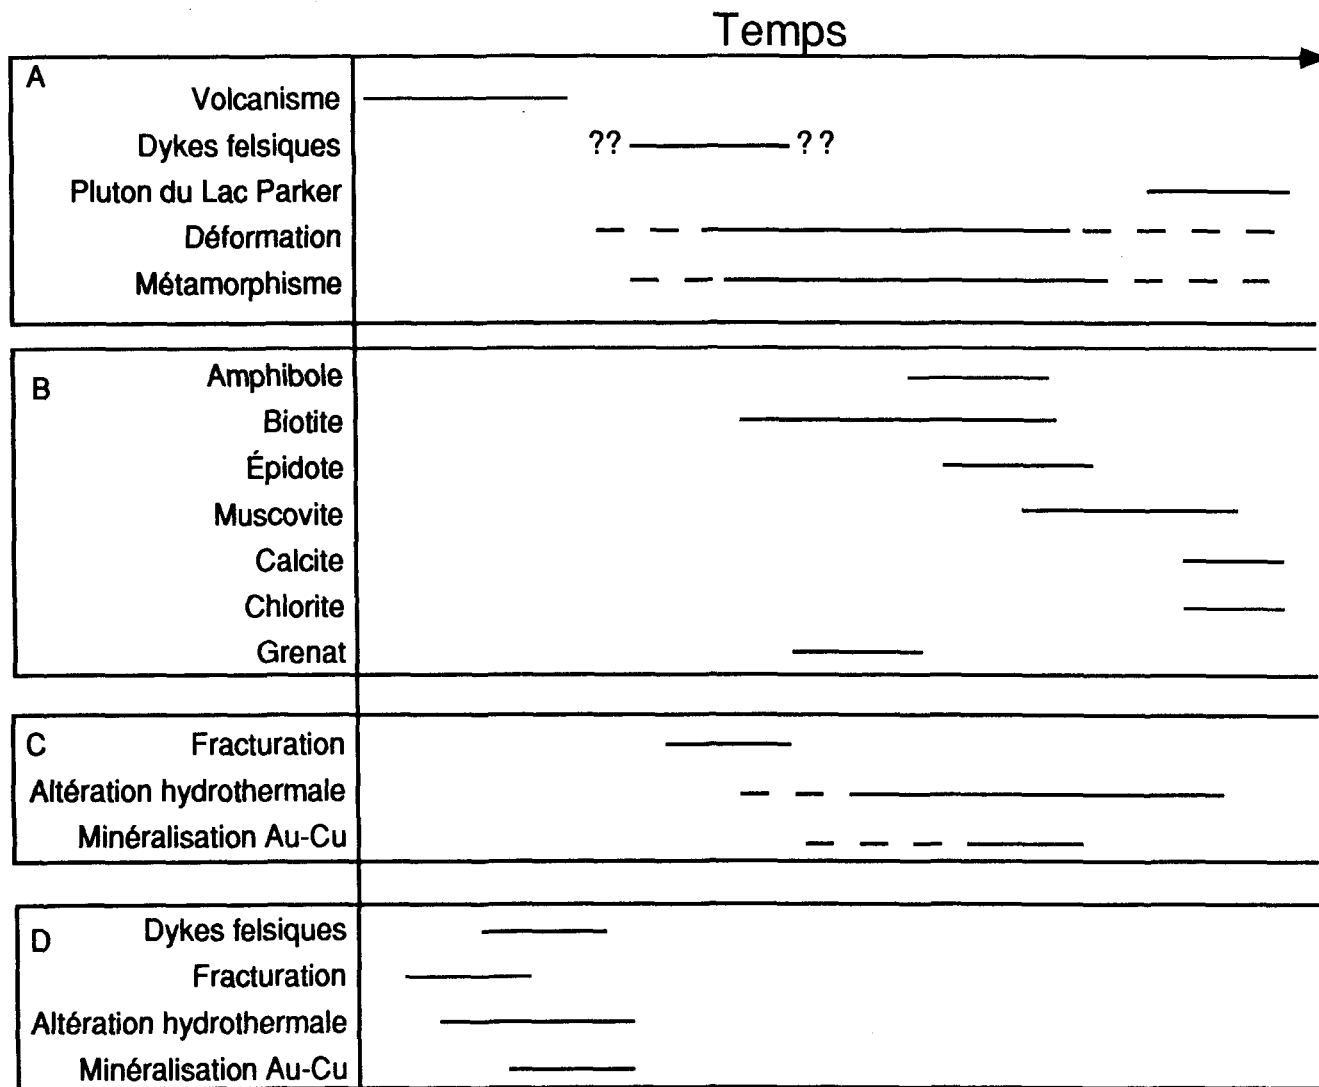 Temps
A
Volcanisme
Dykes felsiques ?? ??
Pluton du Lac Parker
Déformation
Métamorphisme
B
Amphibole
Biotite
Épidote
Muscovite
Calcite
Chlorite
Grenat
C
Fracturation
Altération hydrothermale
Minéralisation Au-Cu
D
Dykes felsiques
Fracturation
Altération hydrothermale
Minéralisation Au-Cu